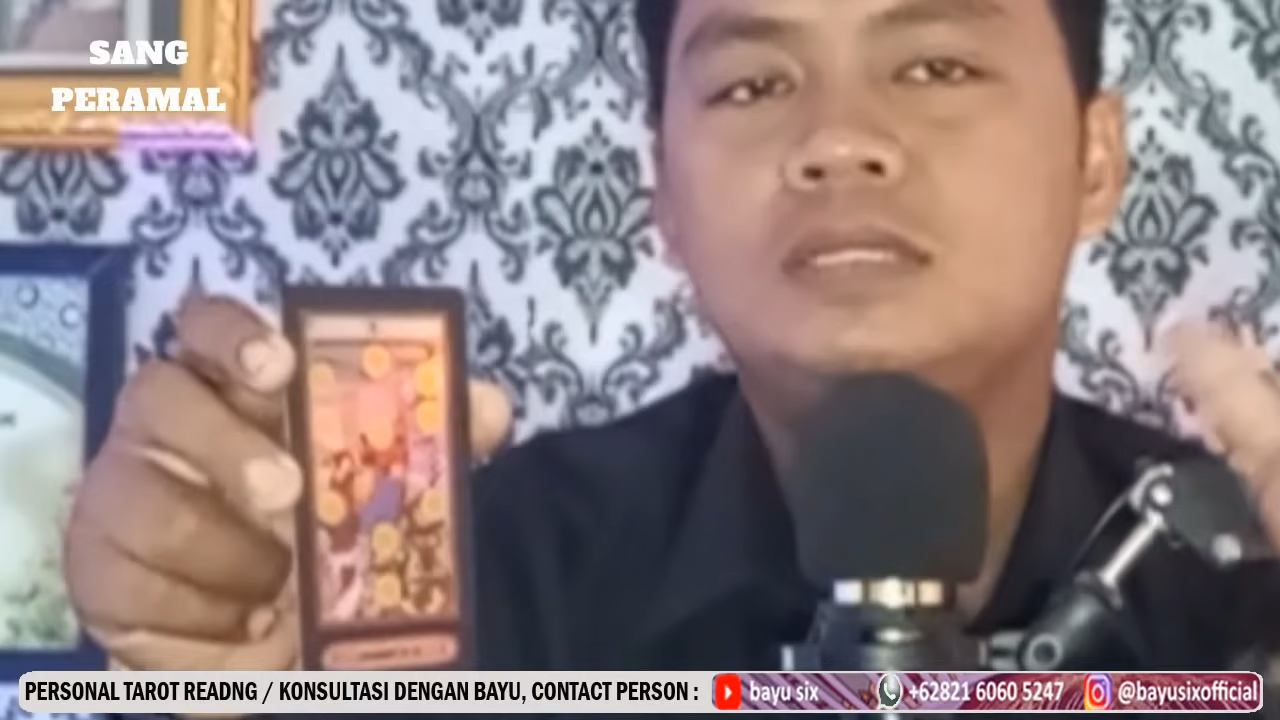 SANG
PERAMAL
PERSONAL TAROT READNG / KONSULTASI DENGAN BAYU, CONTACT PERSON : bayu six +62821 6060 5247 @bayusixofficial